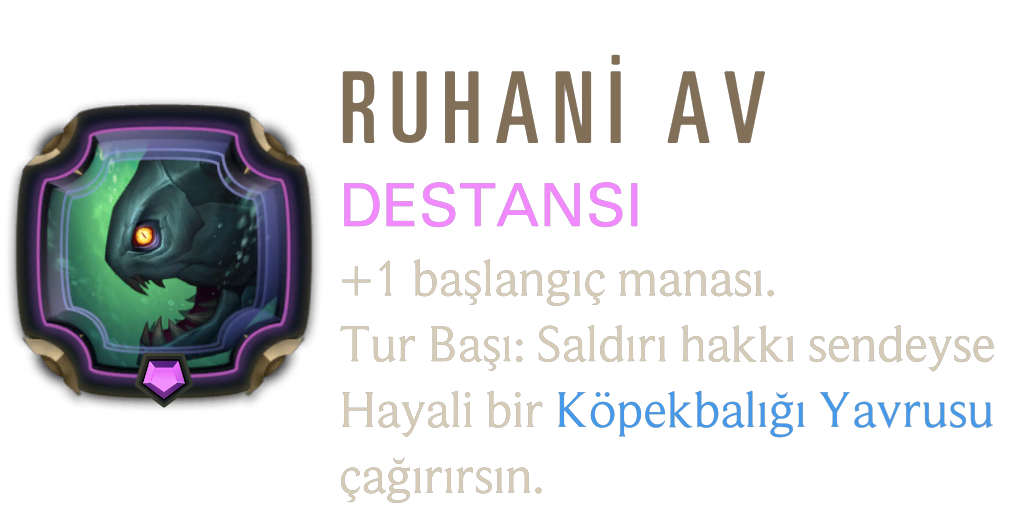 RUHANİ AV
DESTANSI
+1 başlangıç manası.
Tur Başı: Saldırı hakkı sendeyse
Hayali bir Köpekbalığı Yavrusu
çağırırsın.